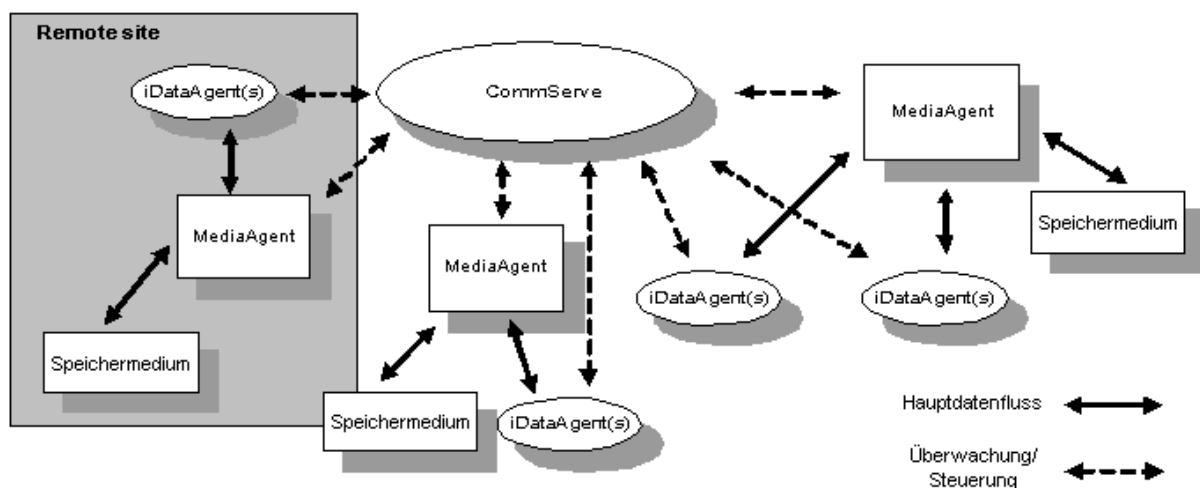 Remote site
iDataAgent(s)
CommServe
MediaAgent
MediaAgent
Speichermedium
MediaAgent
iDataAgent(s)
iDataAgent(s)
Speichermedium
Speichermedium
iDataAgent(s)
Hauptdatenfluss
Überwachung/
Steuerung